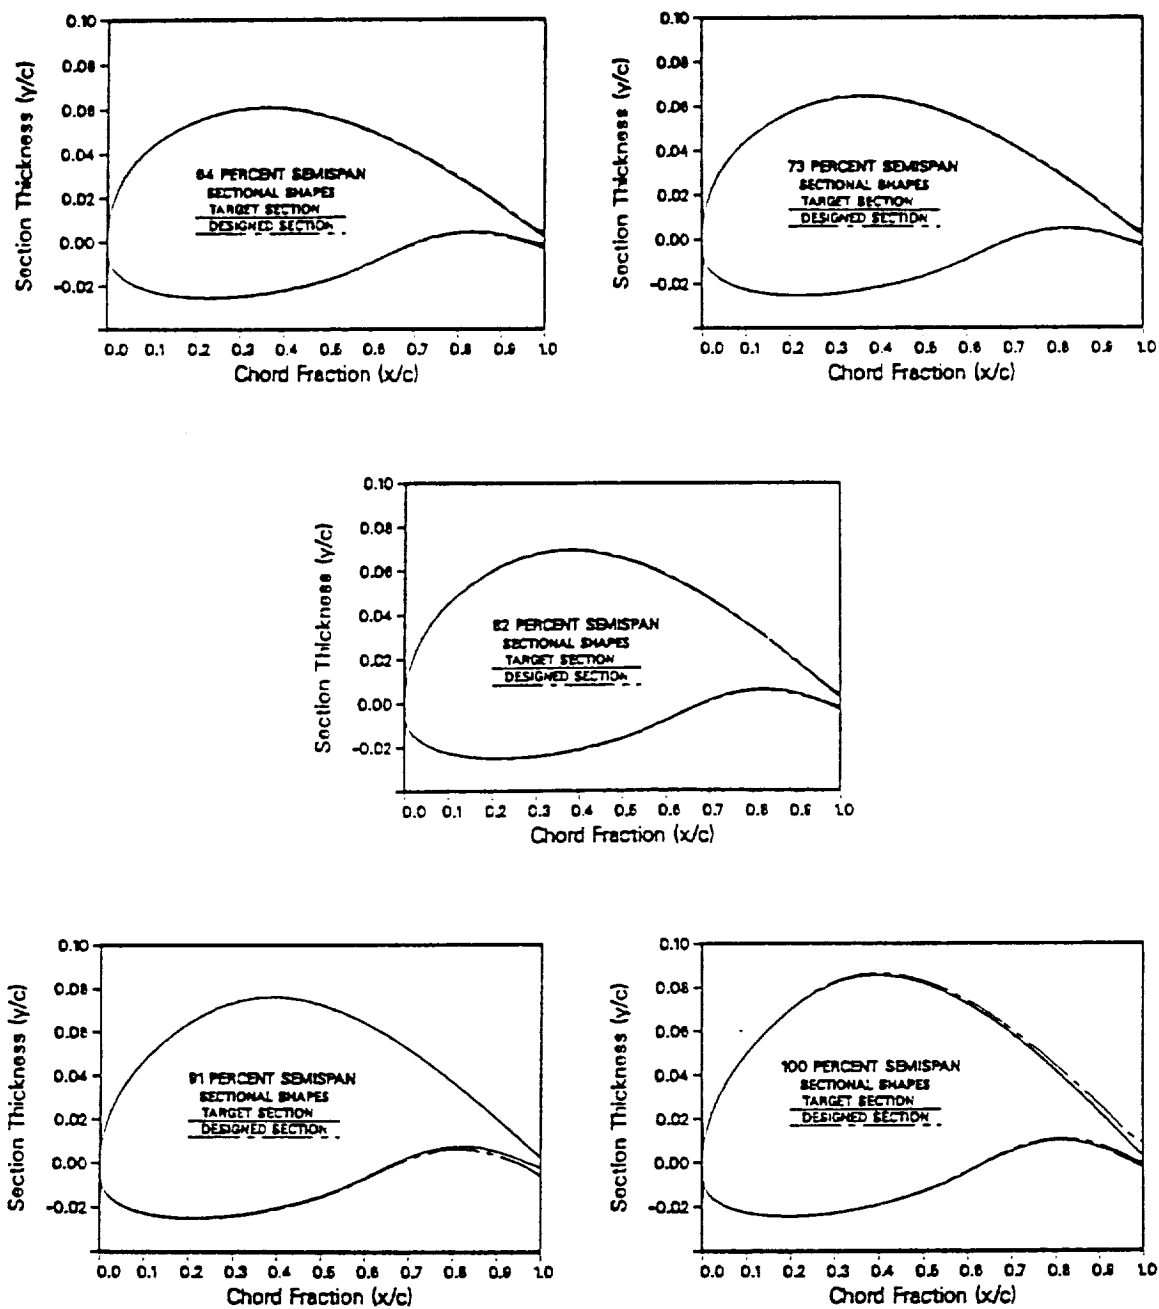 0.10
0.08
0.06
0.04
0.02
0.00
-0.02
Section Thickness (y/c)
64 PERCENT SEMISPAN
SECTIONAL SHAPES
TARGET SECTION
DESIGNED SECTION
0.0 0.1 0.2 0.3 0.4 0.5 0.6 0.7 0.8 0.9 1.0
Chord Fraction (x/c)
0.10
0.08
0.06
0.04
0.02
0.00
-0.02
Section Thickness (y/c)
73 PERCENT SEMISPAN
SECTIONAL SHAPES
TARGET SECTION
DESIGNED SECTION
0.0 0.1 0.2 0.3 0.4 0.5 0.6 0.7 0.8 0.9 1.0
Chord Fraction (x/c)
0.10
0.08
0.06
0.04
0.02
0.00
-0.02
Section Thickness (y/c)
82 PERCENT SEMISPAN
SECTIONAL SHAPES
TARGET SECTION
DESIGNED SECTION
0.0 0.1 0.2 0.3 0.4 0.5 0.6 0.7 0.8 0.9 1.0
Chord Fraction (x/c)
0.10
0.08
0.06
0.04
0.02
0.00
-0.02
Section Thickness (y/c)
91 PERCENT SEMISPAN
SECTIONAL SHAPES
TARGET SECTION
DESIGNED SECTION
0.0 0.1 0.2 0.3 0.4 0.5 0.6 0.7 0.8 0.9 1.0
Chord Fraction (x/c)
0.10
0.08
0.06
0.04
0.02
0.00
-0.02
Section Thickness (y/c)
100 PERCENT SEMISPAN
SECTIONAL SHAPES
TARGET SECTION
DESIGNED SECTION
0.0 0.1 0.2 0.3 0.4 0.5 0.6 0.7 0.8 0.9 1.0
Chord Fraction (x/c)